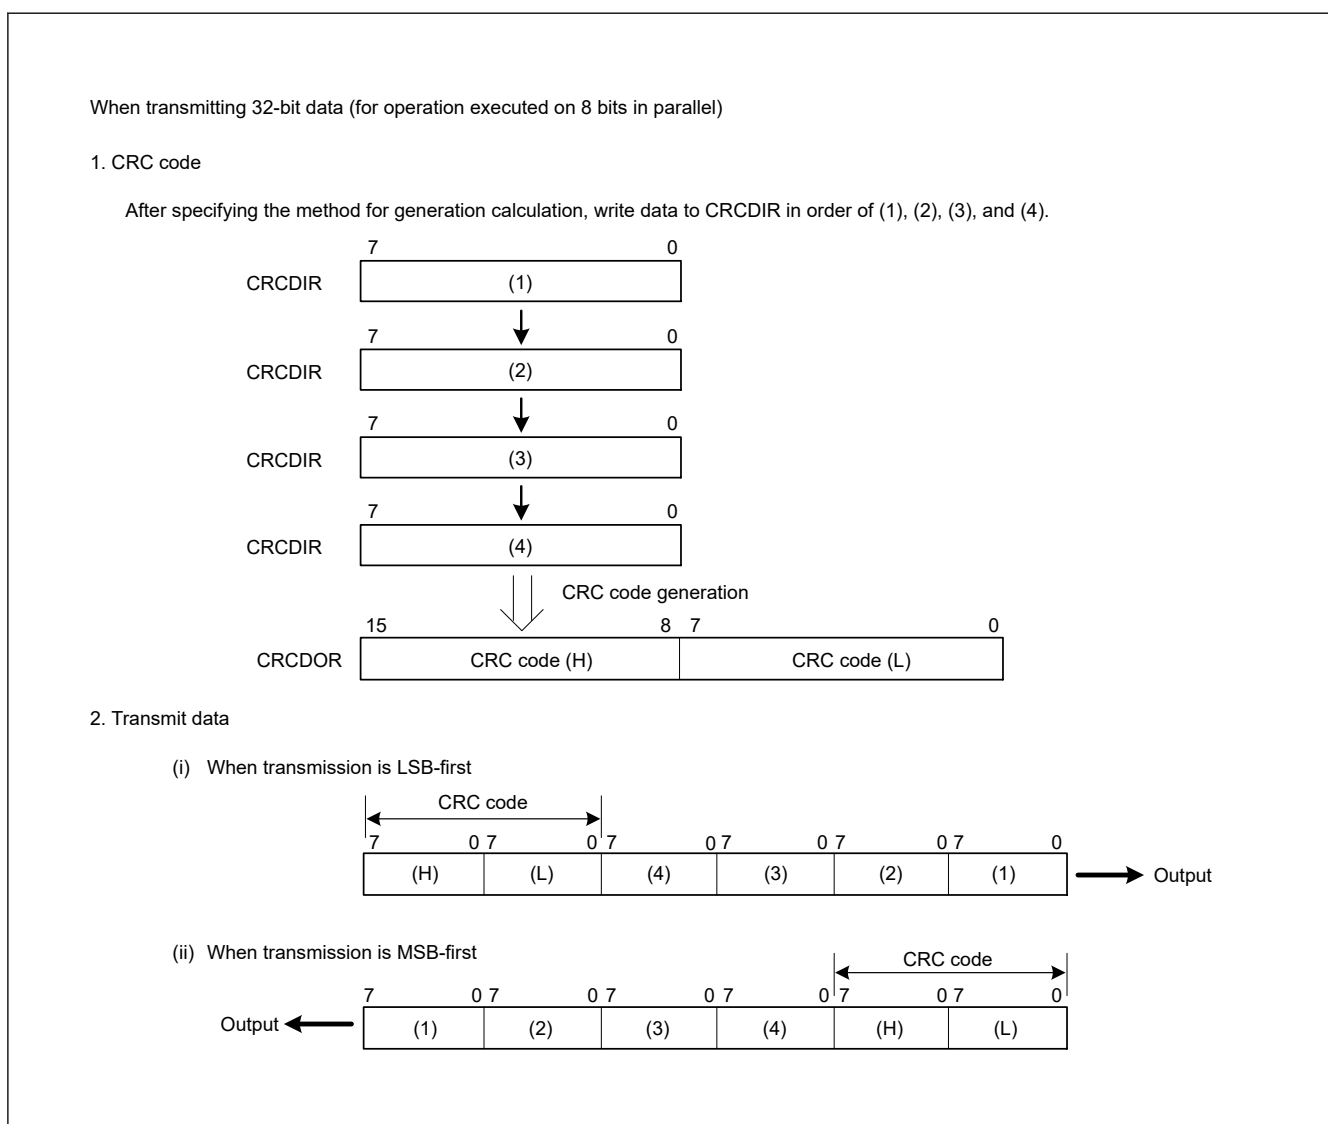 When transmitting 32-bit data (for operation executed on 8 bits in parallel)
1. CRC code
After specifying the method for generation calculation, write data to CRCDIR in order of (1), (2), (3), and (4).
7 0
CRCDIR (1)
7 0
CRCDIR (2)
7 0
CRCDIR (3)
7 0
CRCDIR (4)
CRC code generation
15 8 7 0
CRCDOR CRC code (H) CRC code (L)
2. Transmit data
(i) When transmission is LSB-first
CRC code
7 0 7 0 7 0 7 0 7 0 7 0
(H) (L) (4) (3) (2) (1) Output
(ii) When transmission is MSB-first
CRC code
7 0 7 0 7 0 7 0 7 0 7 0
Output (1) (2) (3) (4) (H) (L)